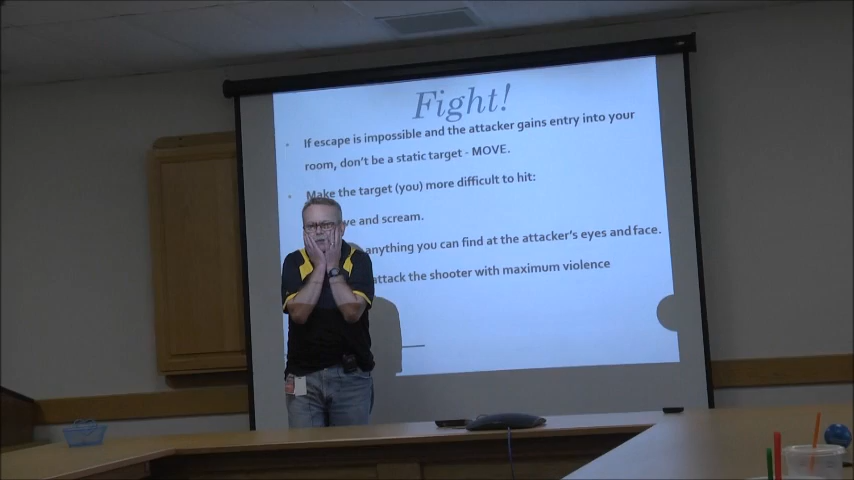 Fight!
If escape is impossible and the attacker gains entry into your
room, don't be a static target - MOVE.
Make the target (you) more difficult to hit:
and scream.
anything you can find at the attacker's eyes and face.
attack the shooter with maximum violence